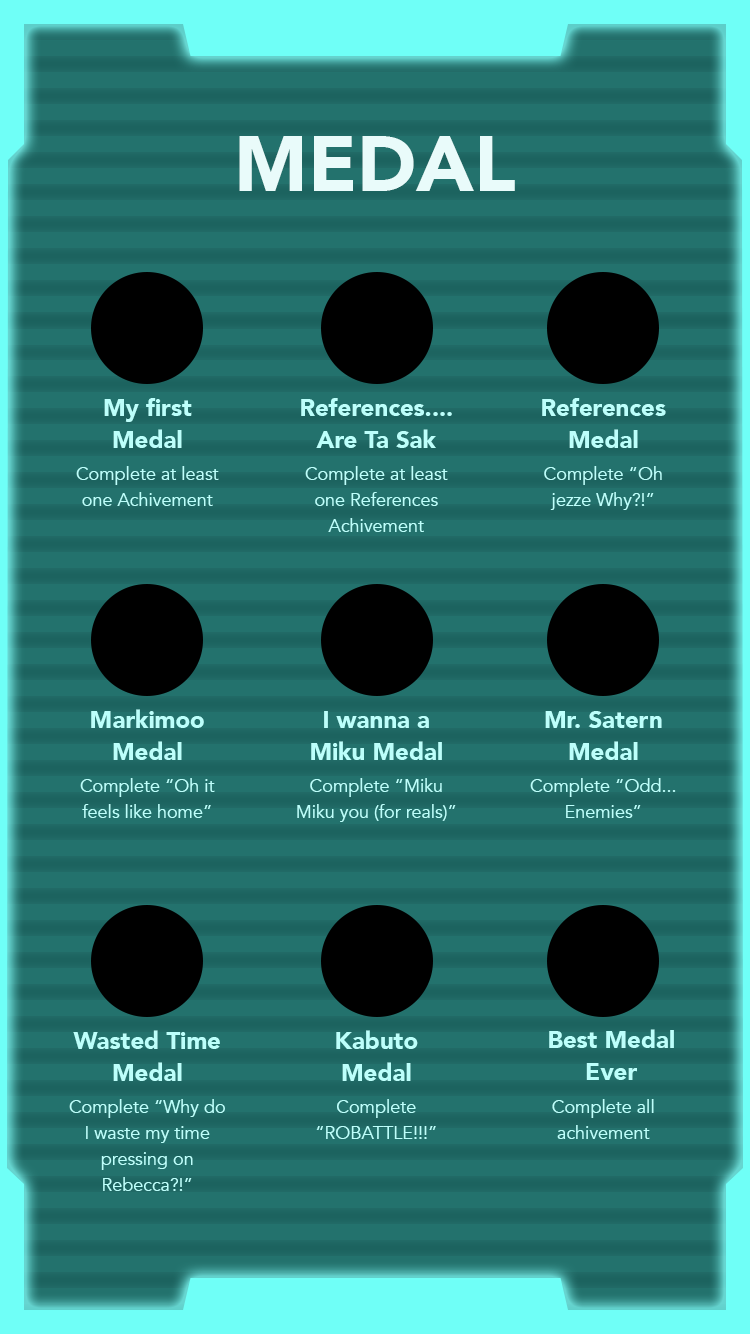 MEDAL
My first
Medal
Complete at least
one Achivement
References....
Are Ta Sak
Complete at least
one References
Achivement
References
Medal
Complete “Oh
jezze Why?!”
Markimoo
Medal
Complete “Oh it
feels like home”
I wanna a
Miku Medal
Complete “Miku
Miku you (for reals)”
Mr. Satern
Medal
Complete “Odd...
Enemies”
Wasted Time
Medal
Complete “Why do
I waste my time
pressing on
Rebecca?!”
Kabuto
Medal
Complete
“ROBATTLE!!!”
Best Medal
Ever
Complete all
achivement